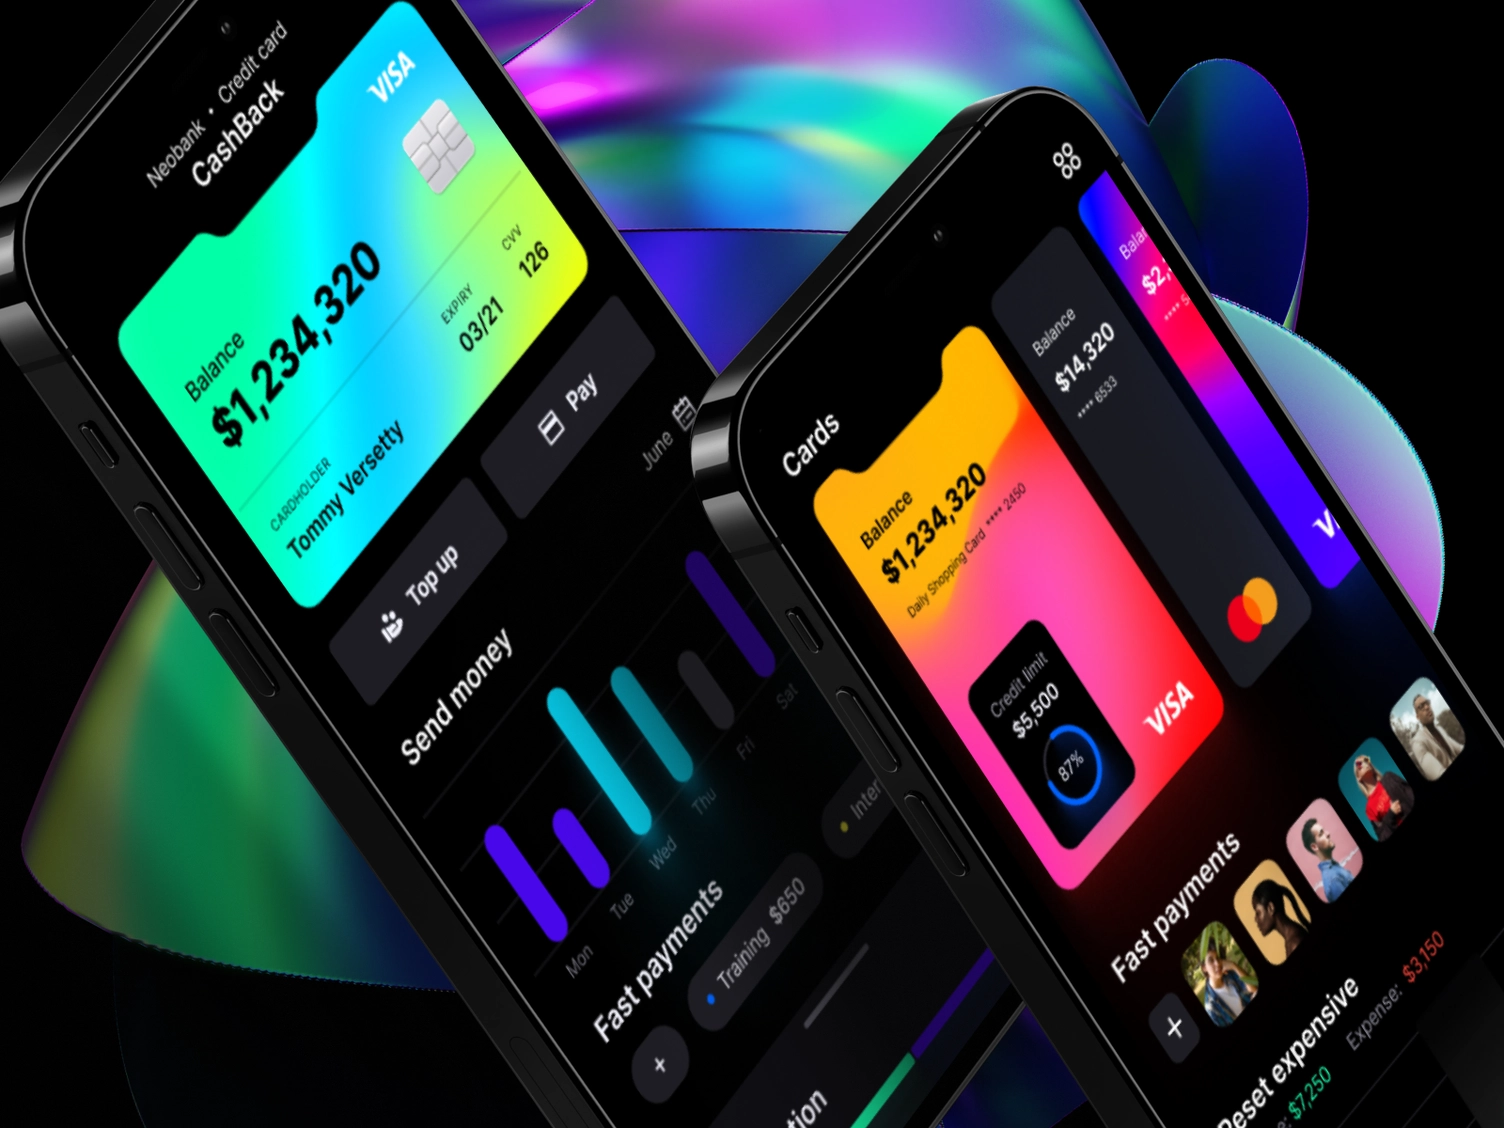 Neobank • Credit card
CashBack
VISA
Balance
$1,234,320
CARDHOLDER
Tommy Versetty
EXPIRY
03/21
CVV
126
Top up
Pay
Send money
June
Mon
Tue
Wed
Thu
Fri
Sat
Fast payments
+
Training $650
Inter
tion
Cards
Balance
$1,234,320
Daily Shopping Card **** 2450
Credit limit
$5,500
87%
VISA
Balance
$14,320
**** 6533
Balan
$2,
**** 5
V
Fast payments
+
Reset expensive
e: $7,250
Expense: $3,150